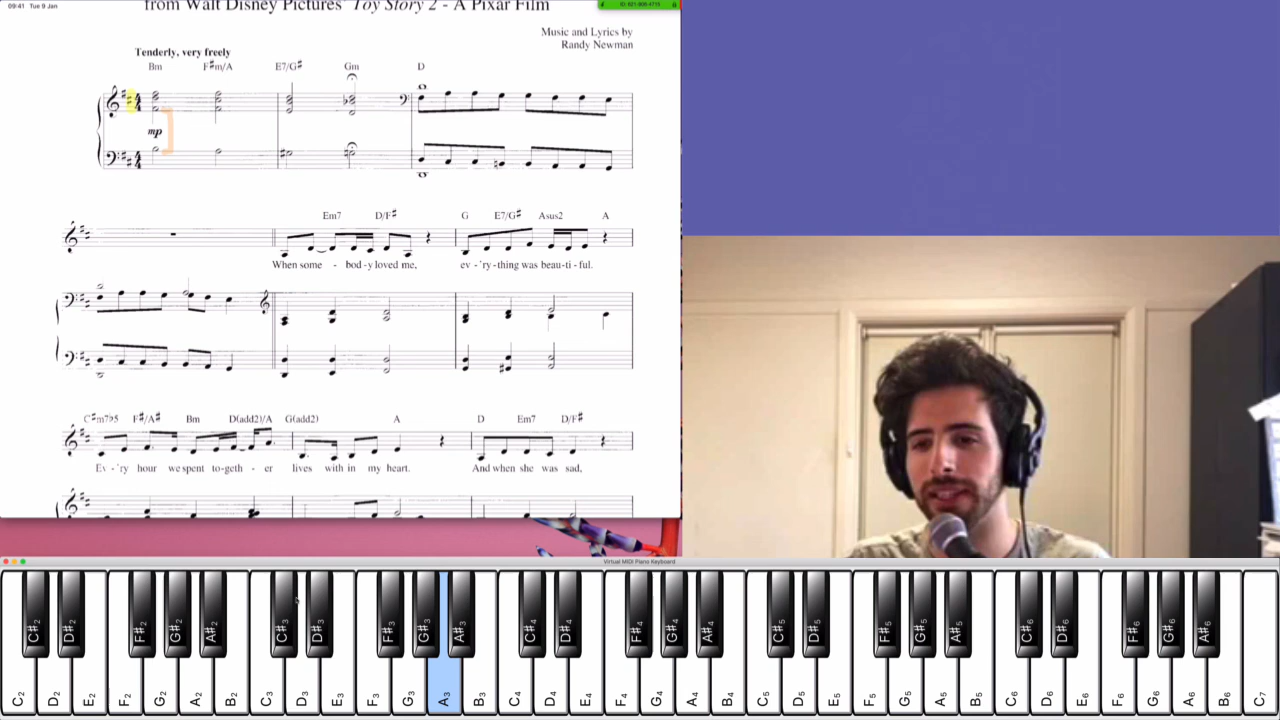 09:41 Tue 9 Jan
from Walt Disney Pictures' Toy Story 2 - A Pixar Film
Music and Lyrics by
Randy Newman
Tenderly, very freely
Bm F♯m/A E7/G♯ Gm D
mp
Em7 D/F♯ G E7/G♯ Asus2 A
When some - bod - y loved me, ev - 'ry - thing was beau - ti - ful.
C♯m7♭5 F♯/A♯ Bm D(add2)/A G(add2) A D Em7 D/F♯
Ev - 'ry hour we spent to-geth - er lives with in my heart. And when she was sad,
Virtual MIDI Piano Keyboard
C♯2 D♯2 F♯2 G♯2 A♯2 C♯3 D♯3 F♯3 G♯3 A♯3 C♯4 D♯4 F♯4 G♯4 A♯4 C♯5 D♯5 F♯5 G♯5 A♯5 C♯6 D♯6 F♯6 G♯6 A♯6
C2 D2 E2 F2 G2 A2 B2 C3 D3 E3 F3 G3 A3 B3 C4 D4 E4 F4 G4 A4 B4 C5 D5 E5 F5 G5 A5 B5 C6 D6 E6 F6 G6 A6 B6 C7